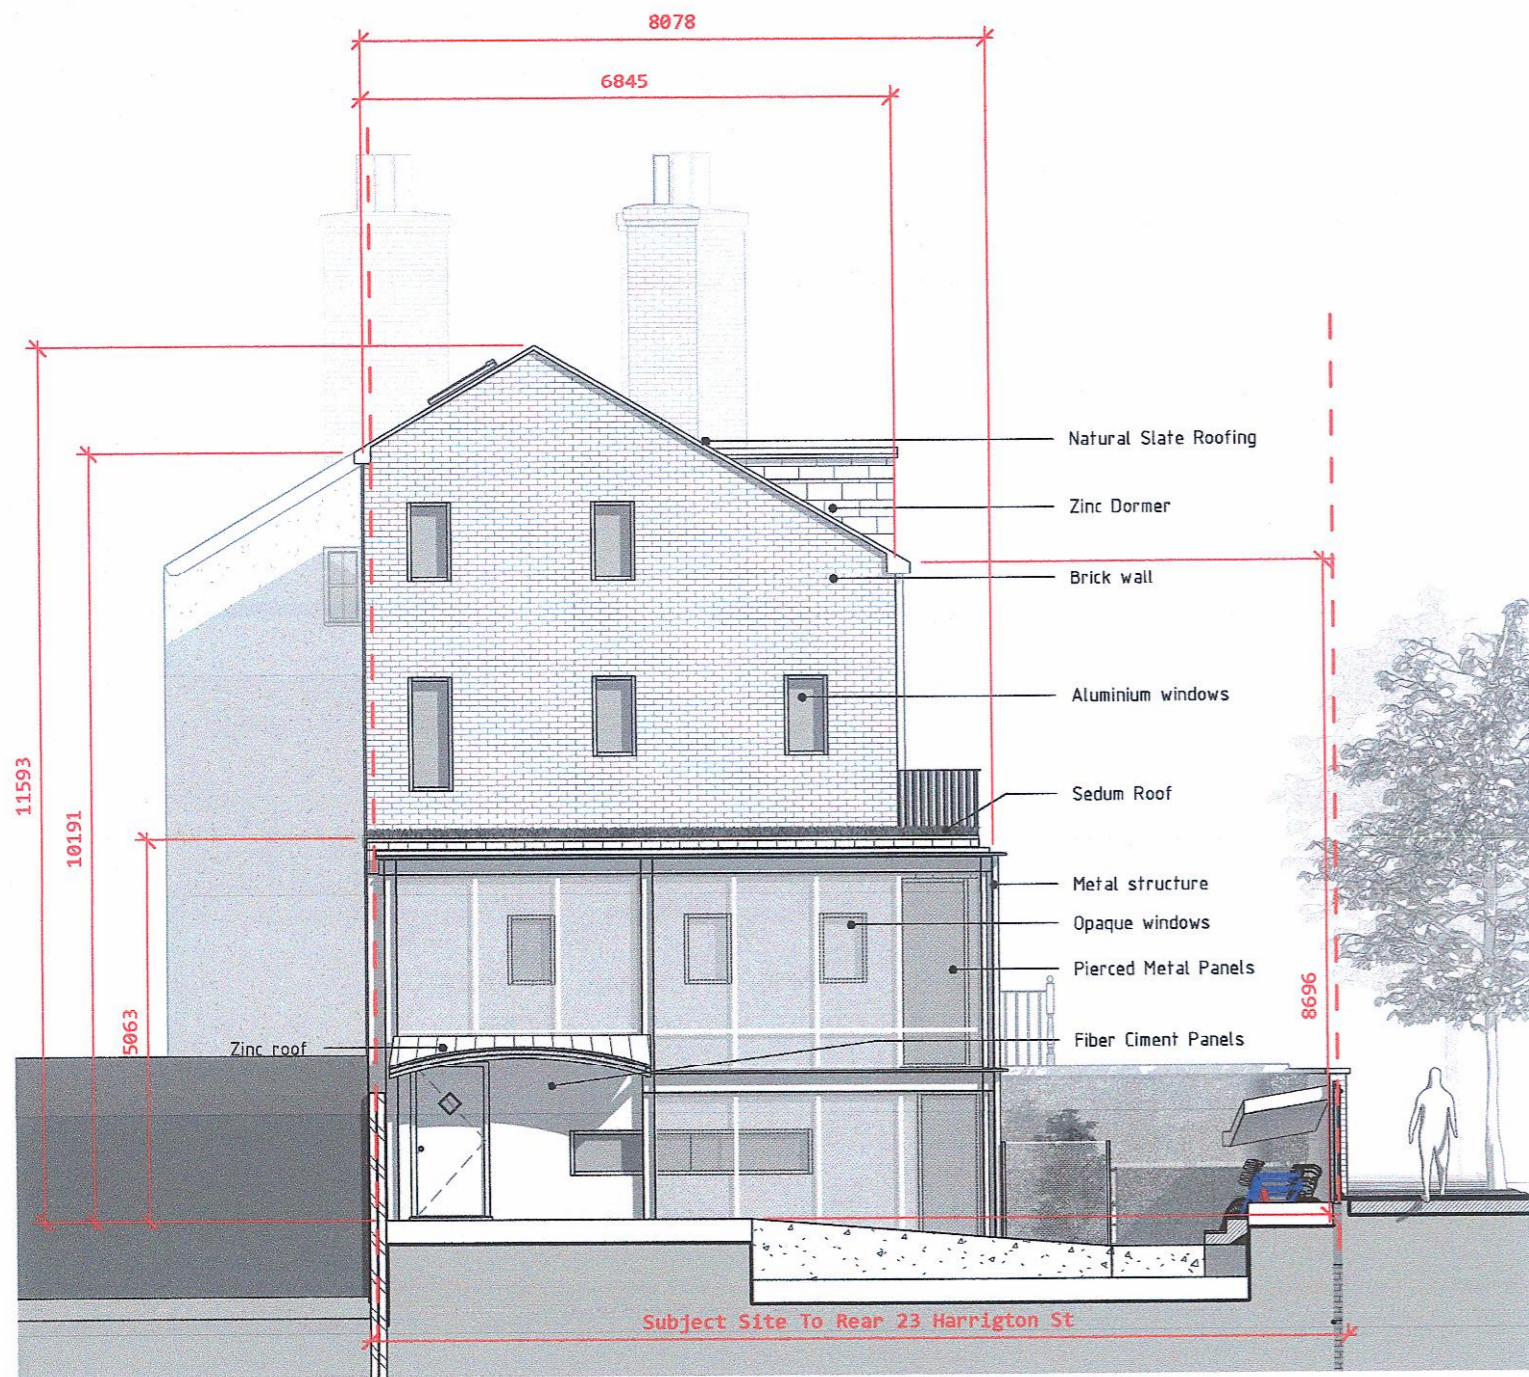 8078
6845
Natural Slate Roofing
Zinc Dormer
Brick wall
Aluminium windows
11593
10191
Sedum Roof
Metal structure
Opaque windows
Pierced Metal Panels
8696
5063
Zinc roof
Fiber Ciment Panels
Subject Site To Rear 23 Harrigton St